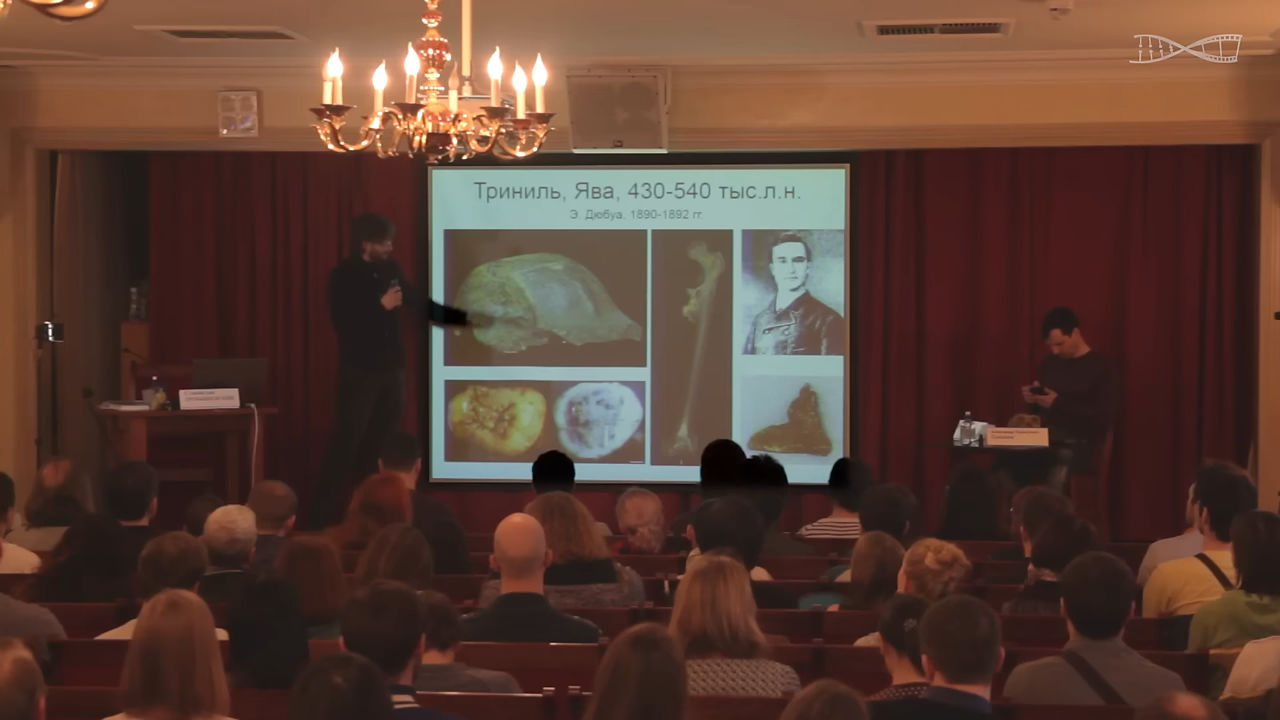 Триниль, Ява, 430-540 тыс.л.н.
Э. Дюбуа, 1890-1892 гг.